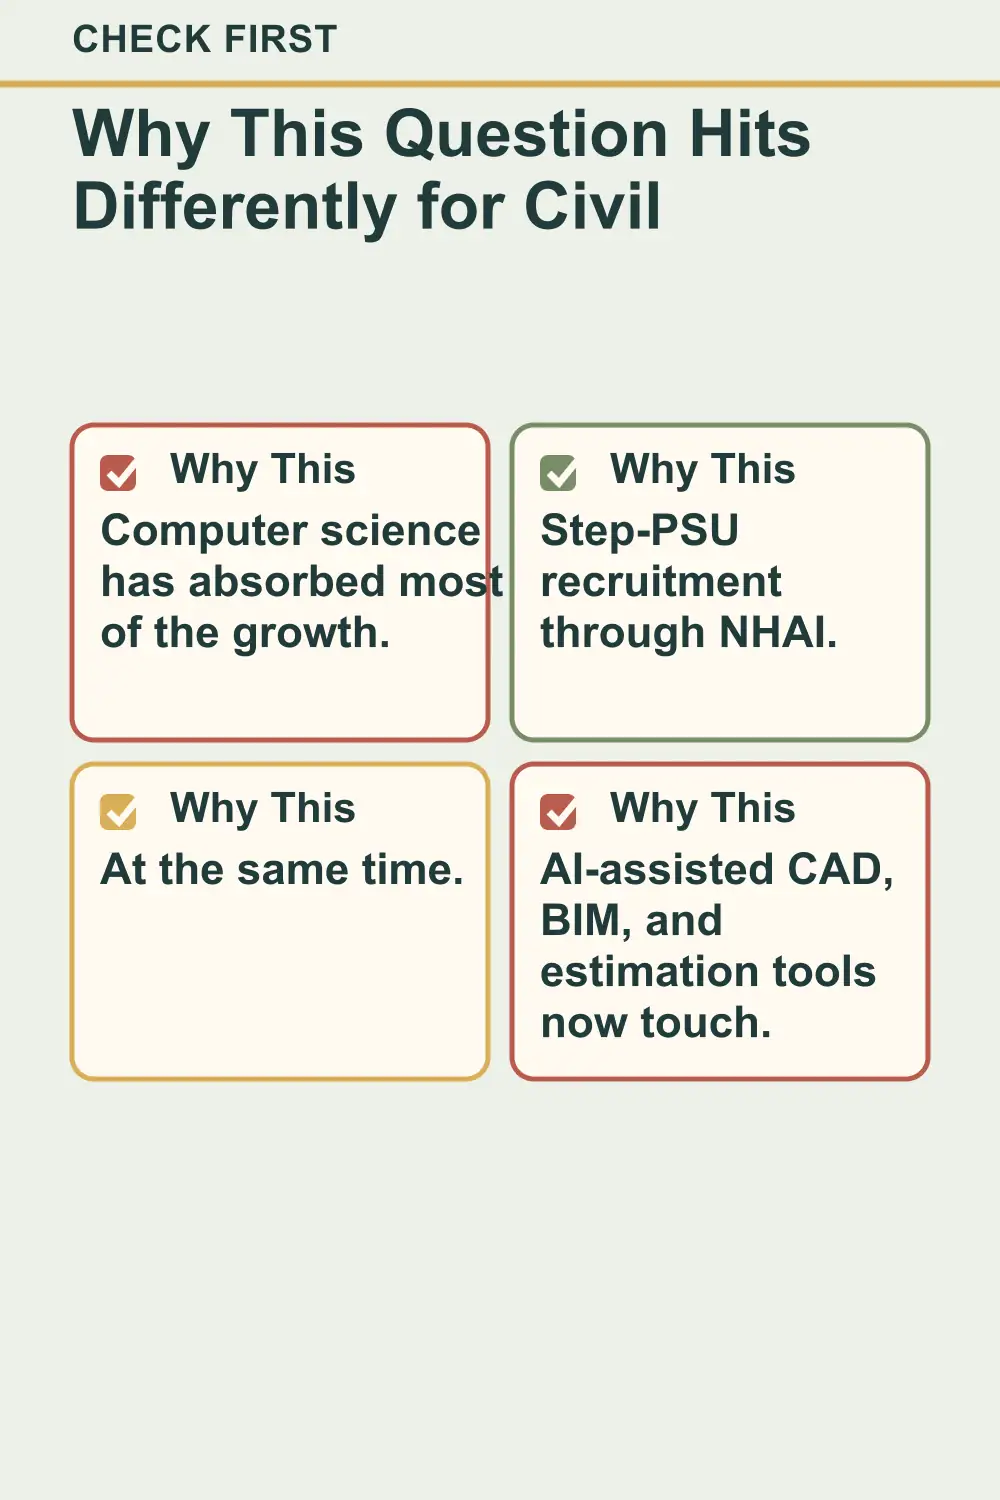 CHECK FIRST
Why This Question Hits
Differently for Civil
Why This
Computer science
has absorbed most
of the growth.
Why This
Step-PSU
recruitment
through NHAI.
Why This
At the same time.
Why This
AI-assisted CAD,
BIM, and
estimation tools
now touch.